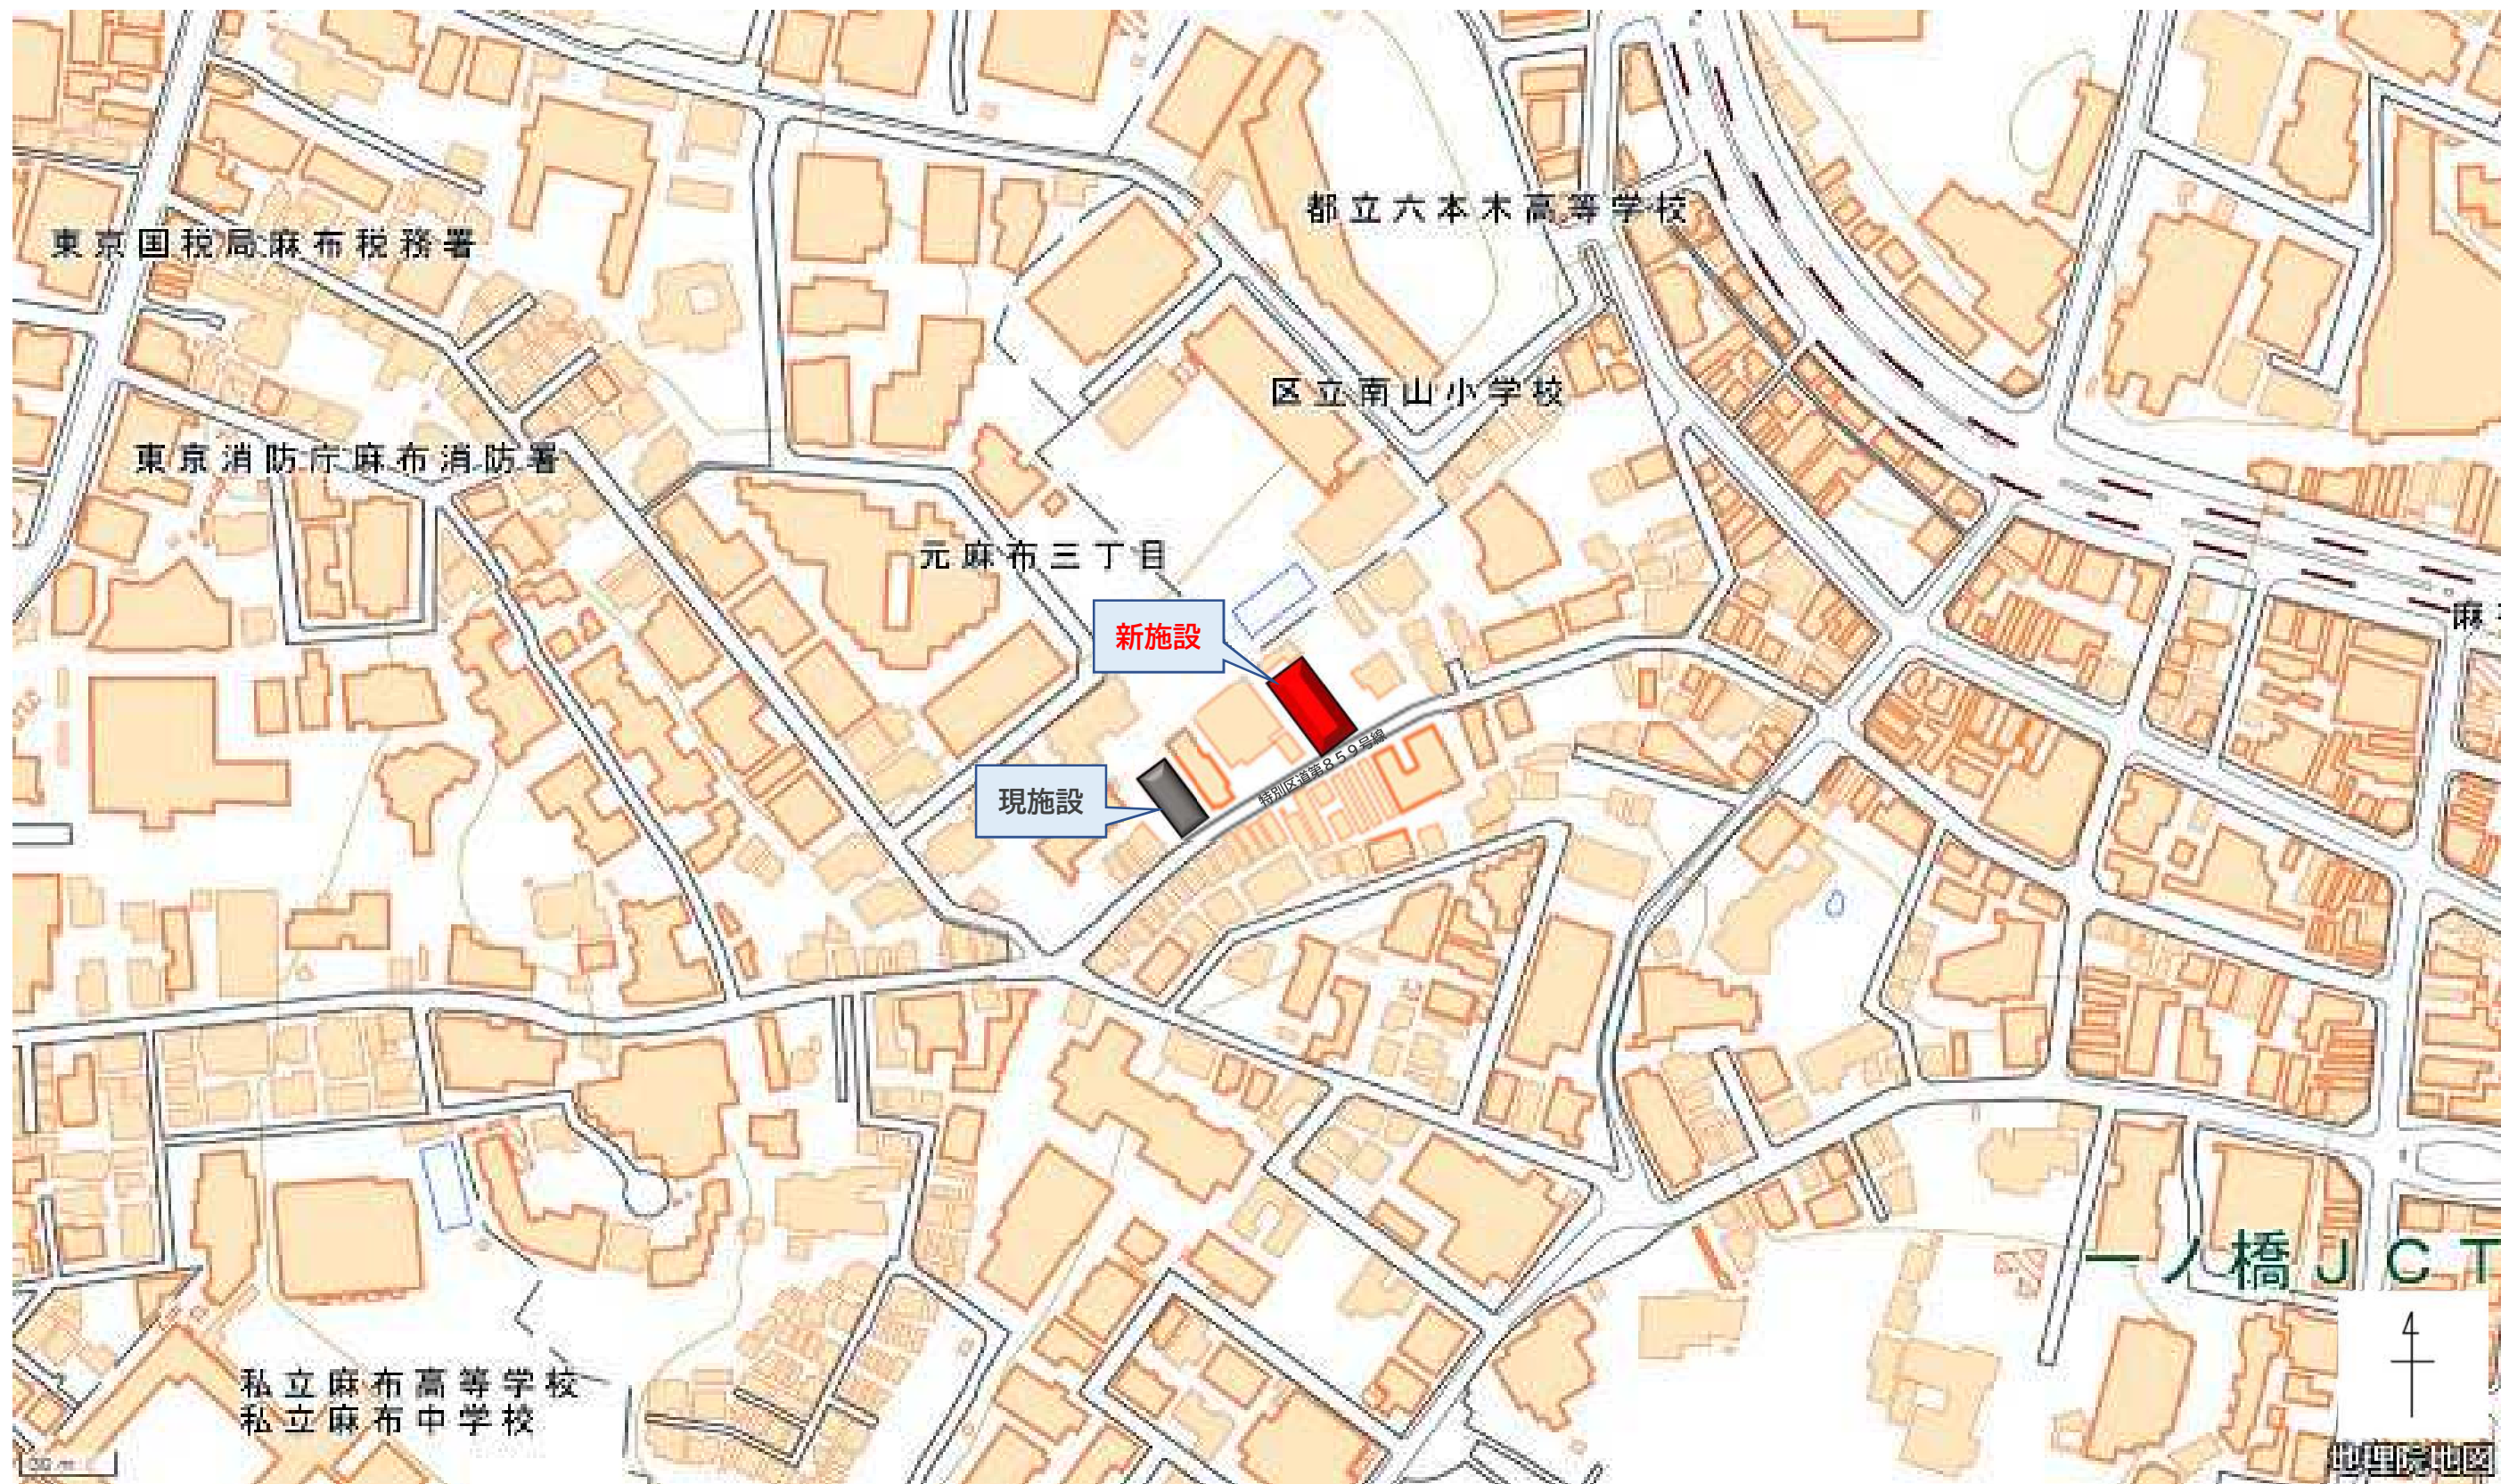 都立六本木高等学校
東京国税局麻布税務署
区立南山小学校
東京消防庁麻布消防署
元麻布三丁目
麻
新施設
特別区道第859号線
現施設
一ノ橋JCT
私立麻布高等学校
私立麻布中学校
地理院地図